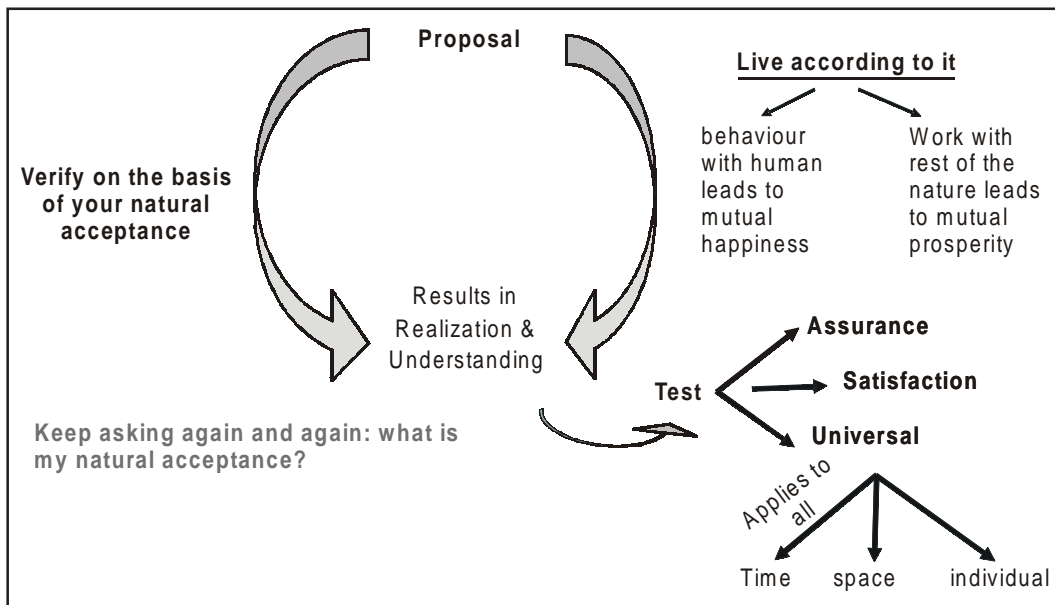 Proposal
Live according to it
behaviour
with human
leads to
mutual
happiness
Work with
rest of the
nature leads
to mutual
prosperity
Verify on the basis
of your natural
acceptance
Results in
Realization &
Understanding
Assurance
Test
Satisfaction
Universal
Keep asking again and again: what is
my natural acceptance?
Applies to
all
Time
space
individual